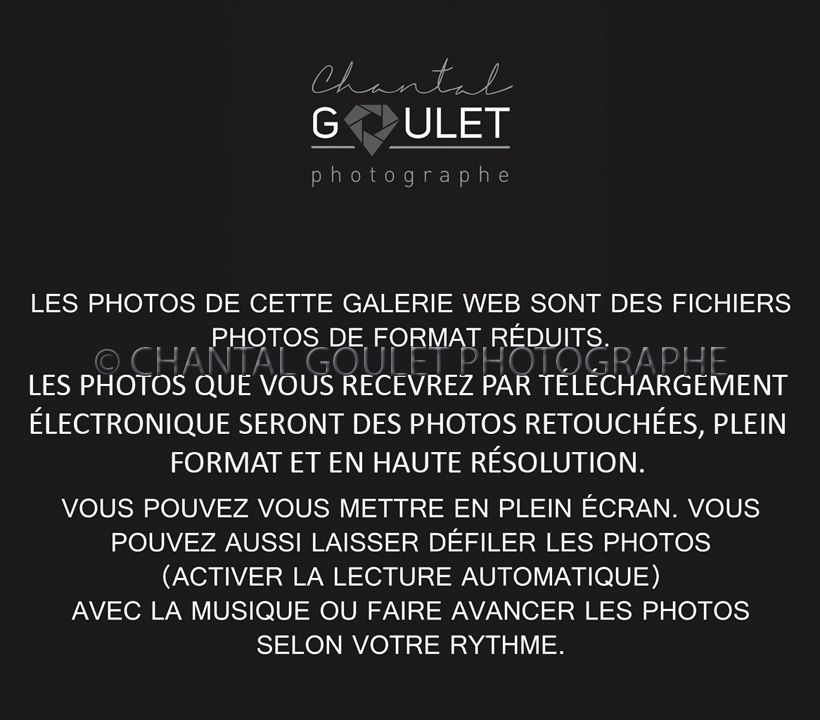 Chantal
GOULET
photographe
LES PHOTOS DE CETTE GALERIE WEB SONT DES FICHIERS
PHOTOS DE FORMAT RÉDUITS.
© CHANTAL GOULET PHOTOGRAPHE
LES PHOTOS QUE VOUS RECEVREZ PAR TÉLÉCHARGEMENT
ÉLECTRONIQUE SERONT DES PHOTOS RETOUCHÉES, PLEIN
FORMAT ET EN HAUTE RÉSOLUTION.
VOUS POUVEZ VOUS METTRE EN PLEIN ÉCRAN. VOUS
POUVEZ AUSSI LAISSER DÉFILER LES PHOTOS
(ACTIVER LA LECTURE AUTOMATIQUE)
AVEC LA MUSIQUE OU FAIRE AVANCER LES PHOTOS
SELON VOTRE RYTHME.